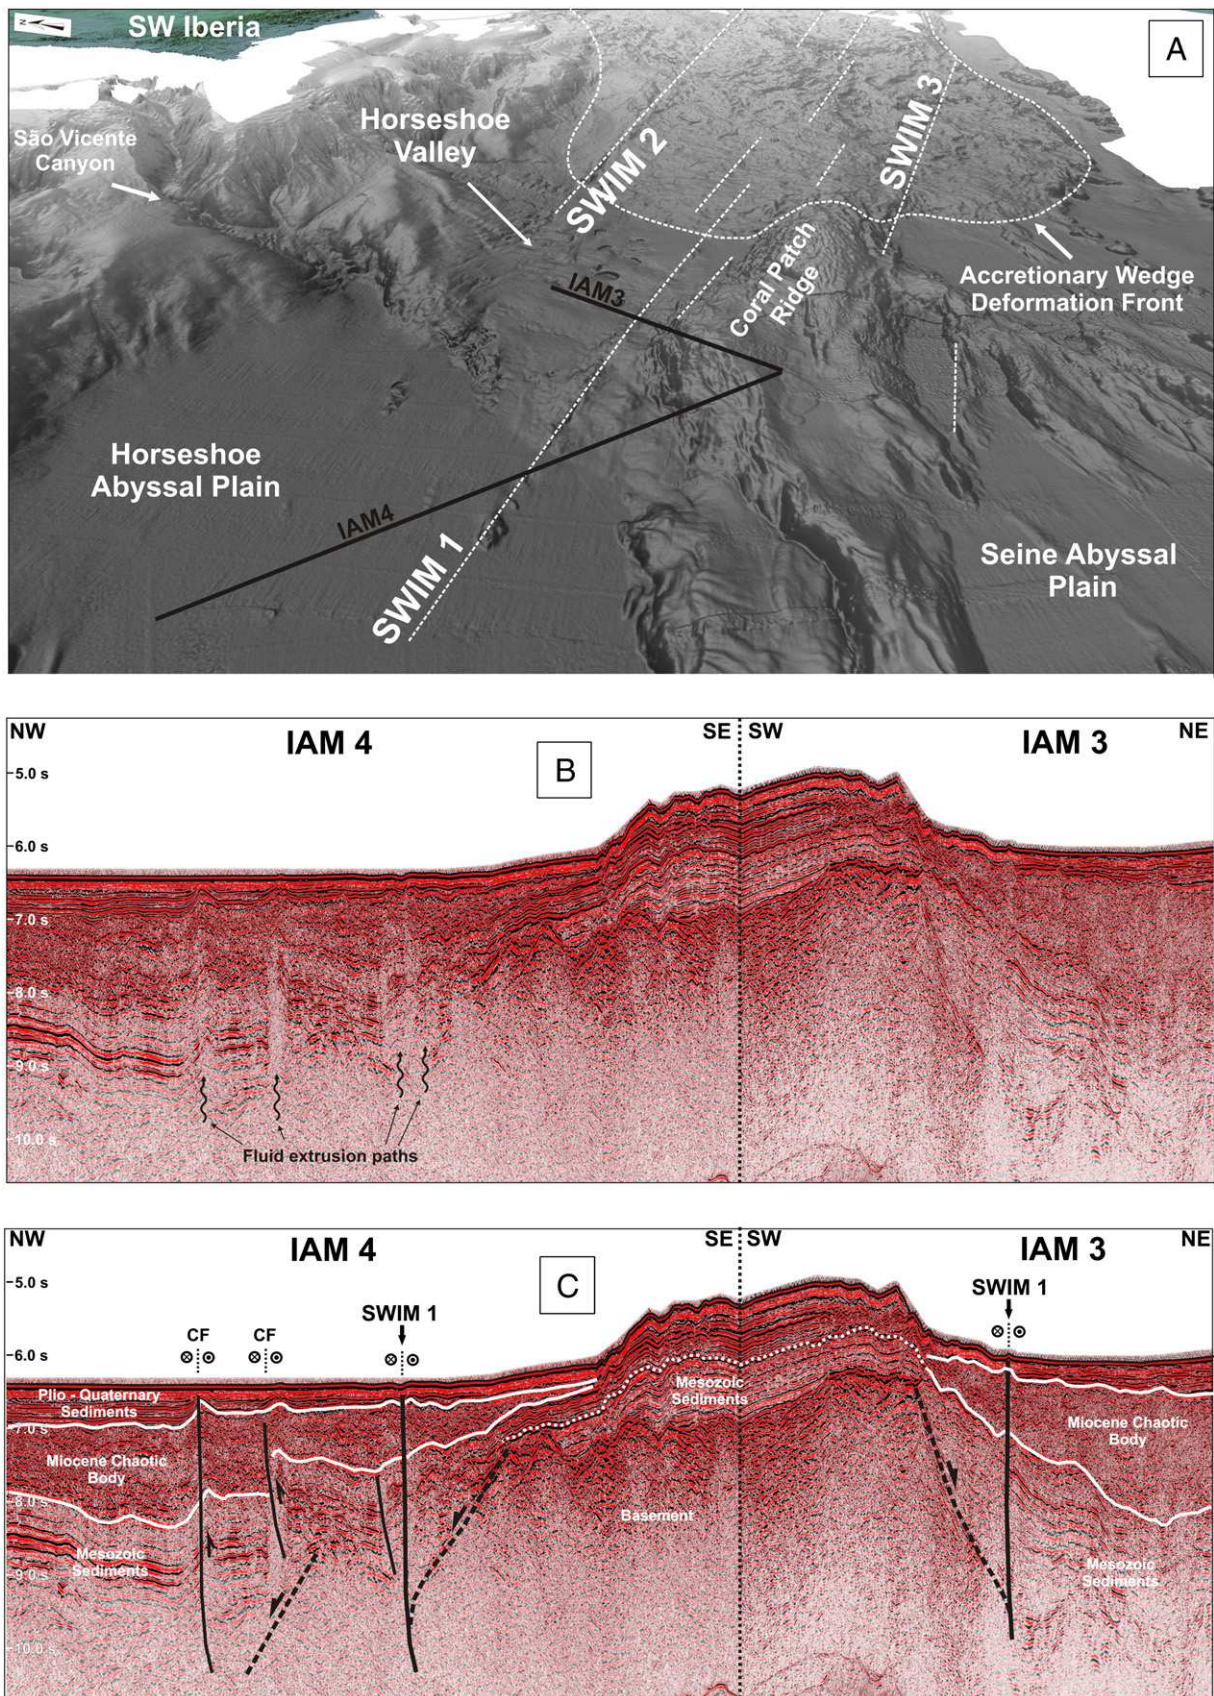 SW Iberia
A
N
São Vicente
Canyon
Horseshoe
Valley
SWIM 2
SWIM 3
IAM3
Coral Patch
Ridge
Accretionary Wedge
Deformation Front
Horseshoe
Abyssal Plain
IAM4
SWIM 1
Seine Abyssal
Plain
NW
IAM 4
B
SE
SW
IAM 3
NE
5.0 s
6.0 s
7.0 s
8.0 s
9.0 s
10.0 s
Fluid extrusion paths
NW
IAM 4
C
SE
SW
IAM 3
NE
5.0 s
SWIM 1
SWIM 1
CF
CF
6.0 s
Plio - Quaternary
Sediments
7.0 s
Mesozoic
Sediments
Miocene Chaotic
Body
Miocene Chaotic
Body
8.0 s
Basement
Mesozoic
Sediments
9.0 s
Mesozoic
Sediments
10.0 s